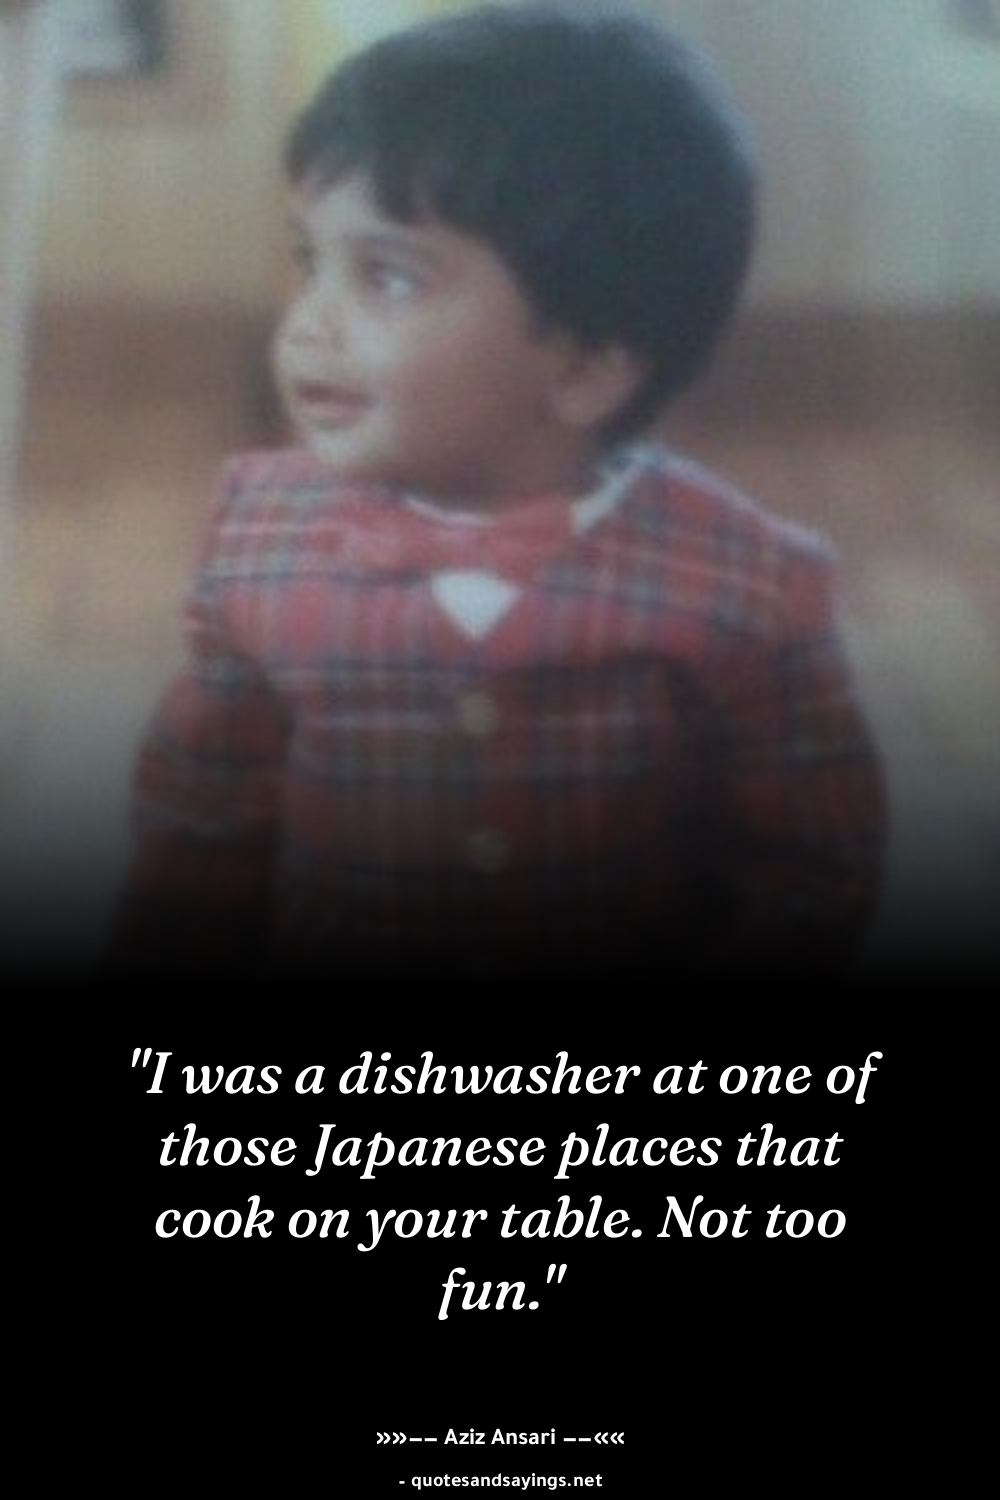 "I was a dishwasher at one of
those Japanese places that
cook on your table. Not too
fun."
»»—— Aziz Ansari ——««
- quotesandsayings.net